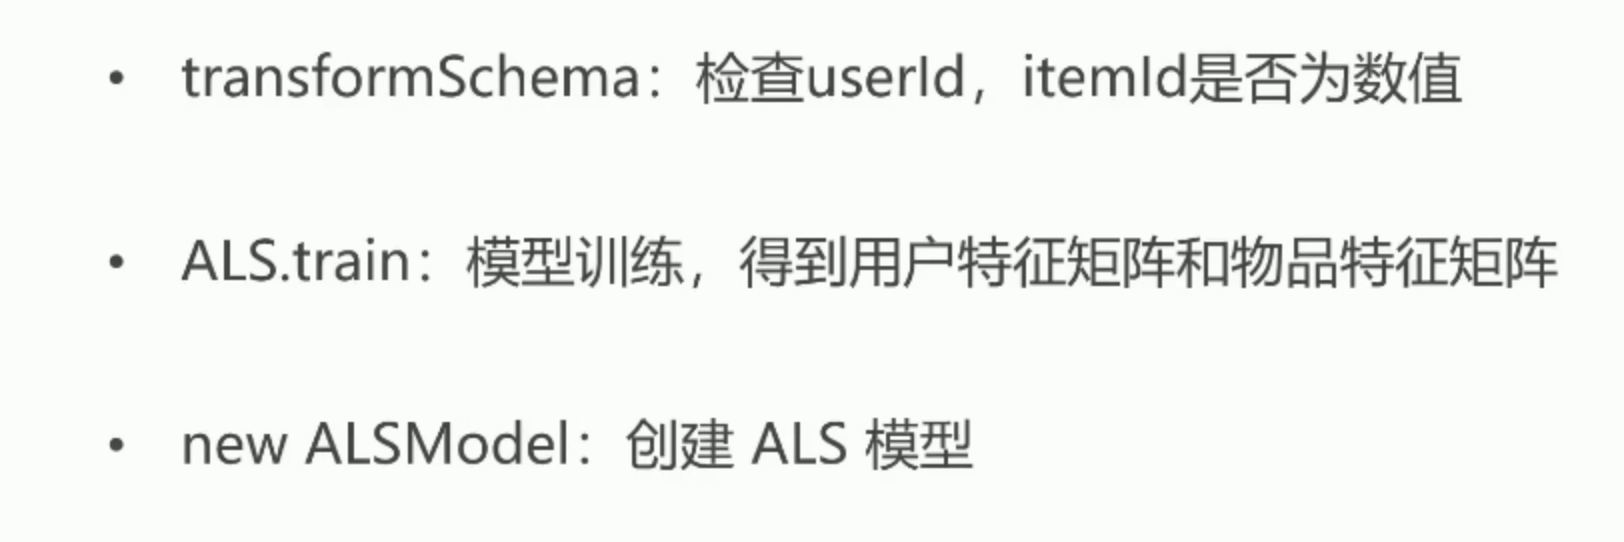 • transformSchema：检查userId，itemId是否为数值
• ALS.train：模型训练，得到用户特征矩阵和物品特征矩阵
• new ALSModel：创建 ALS 模型